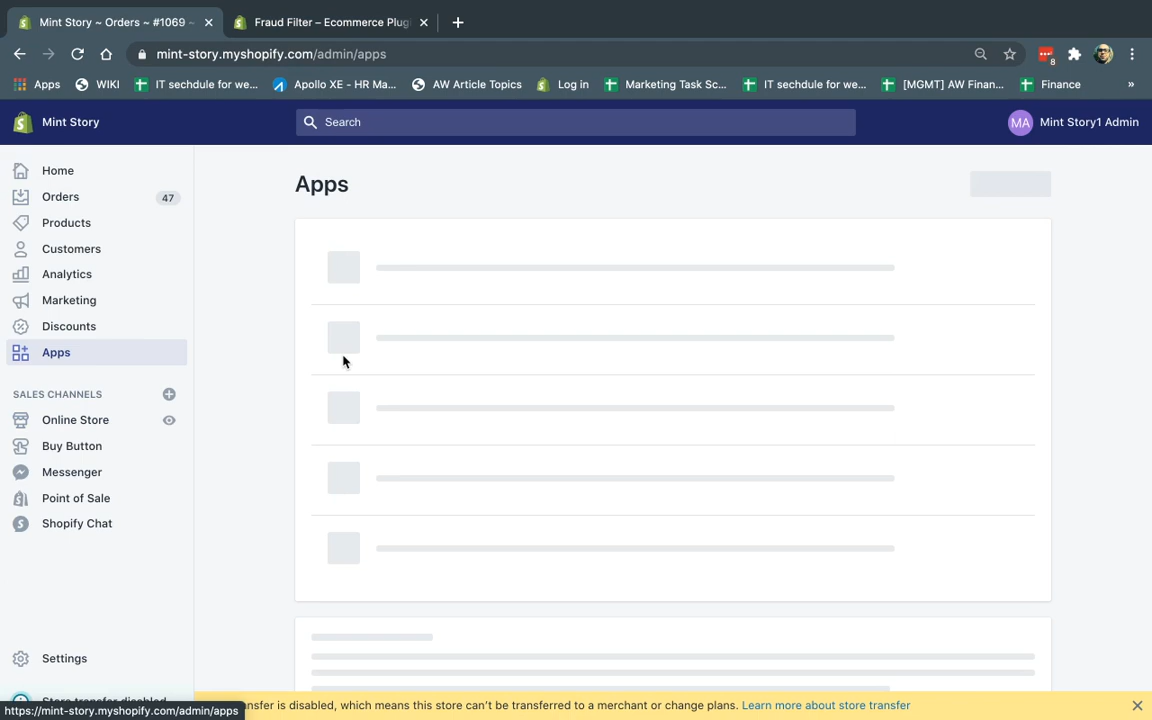 Mint Story ~ Orders ~ #1069 ~
Fraud Filter – Ecommerce Plug
mint-story.myshopify.com/admin/apps
8
Apps
WIKI
IT sechdule for we...
Apollo XE - HR Ma...
AW Article Topics
Log in
Marketing Task Sc...
IT sechdule for we...
[MGMT] AW Finan...
Finance
»
Mint Story
Search
MA
Mint Story1 Admin
Home
Orders
47
Products
Customers
Analytics
Marketing
Discounts
Apps
SALES CHANNELS
Online Store
Buy Button
Messenger
Point of Sale
Shopify Chat
Settings
Apps
Store transfer disabled
https://mint-story.myshopify.com/admin/apps
nsfer is disabled, which means this store can't be transferred to a merchant or change plans. Learn more about store transfer